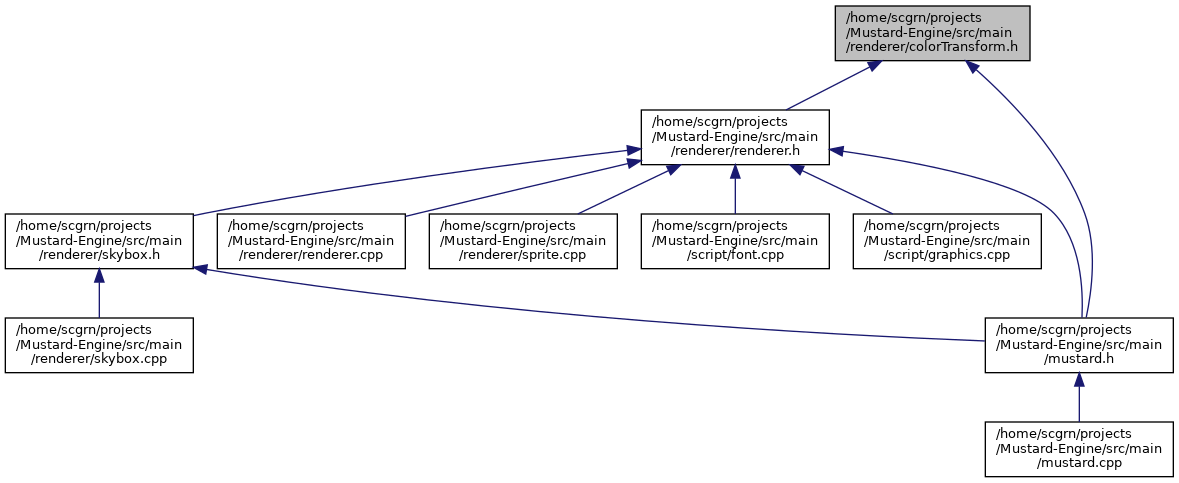 /home/scgrn/projects
/Mustard-Engine/src/main
/renderer/colorTransform.h
/home/scgrn/projects
/Mustard-Engine/src/main
/renderer/renderer.h
/home/scgrn/projects
/Mustard-Engine/src/main
/renderer/skybox.h
/home/scgrn/projects
/Mustard-Engine/src/main
/renderer/renderer.cpp
/home/scgrn/projects
/Mustard-Engine/src/main
/renderer/sprite.cpp
/home/scgrn/projects
/Mustard-Engine/src/main
/script/font.cpp
/home/scgrn/projects
/Mustard-Engine/src/main
/script/graphics.cpp
/home/scgrn/projects
/Mustard-Engine/src/main
/renderer/skybox.cpp
/home/scgrn/projects
/Mustard-Engine/src/main
/mustard.h
/home/scgrn/projects
/Mustard-Engine/src/main
/mustard.cpp